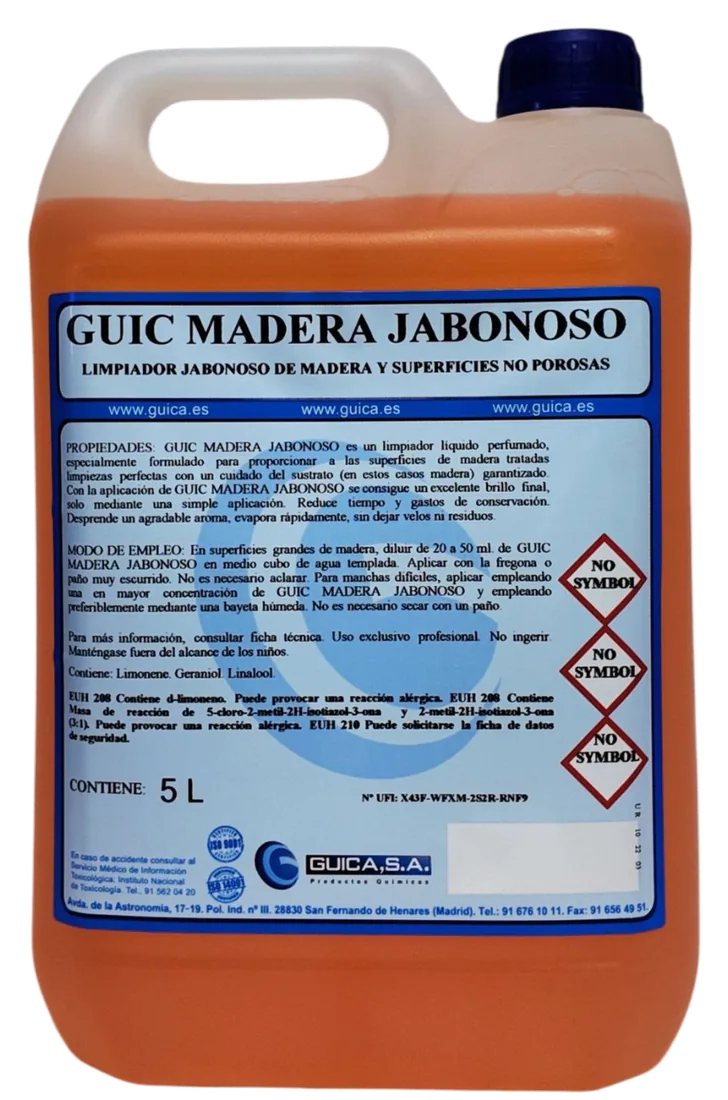 GUIC MADERA JABONOSO
LIMPIADOR JABONOSO DE MADERA Y SUPERFICIES NO POROSAS
www.guica.es www.guica.es www.guica.es
PROPIEDADES: GUIC MADERA JABONOSO es un limpiador líquido perfumado,
especialmente formulado para proporcionar a las superficies de madera tratadas
limpiezas perfectas con un cuidado del sustrato (en estos casos madera) garantizado.
Con la aplicación de GUIC MADERA JABONOSO se consigue un excelente brillo final,
solo mediante una simple aplicación. Reduce tiempo y gastos de conservación.
Desprende un agradable aroma, evapora rápidamente, sin dejar velos ni residuos.
MODO DE EMPLEO: En superficies grandes de madera, diluir de 20 a 50 ml. de GUIC
MADERA JABONOSO en medio cubo de agua templada. Aplicar con la fregona o
paño muy escurrido. No es necesario aclarar. Para manchas difíciles, aplicar empleando
una en mayor concentración de GUIC MADERA JABONOSO y empleando
preferiblemente mediante una bayeta húmeda. No es necesario secar con un paño.
Para más información, consultar ficha técnica. Uso exclusivo profesional. No ingerir.
Manténgase fuera del alcance de los niños.
Contiene: Limonene. Geraniol. Linalool.
EUH 208 Contiene d-limoneno. Puede provocar una reacción alérgica. EUH 208 Contiene
Masa de reacción de 5-cloro-2-metil-2H-isotiazol-3-ona y 2-metil-2H-isotiazol-3-ona
(3:1). Puede provocar una reacción alérgica. EUH 210 Puede solicitarse la ficha de datos
de seguridad.
NO
SYMBOL
NO
SYMBOL
NO
SYMBOL
CONTIENE: 5 L
Nº UFI: X43F-WFXM-2S2R-RNF9
En caso de accidente consultar al
Servicio Médico de Información
Toxicológica: Instituto Nacional
de Toxicología. Tel.. 91 562 04 20
ISO 9001
ISO 14001
GUICA,S.A.
Productos Químicos
UR 10 22 03
Avda. de la Astronomía, 17-19. Pol. Ind. nº III. 28830 San Fernando de Henares (Madrid). Tel.: 91 676 10 11. Fax: 91 656 49 51.